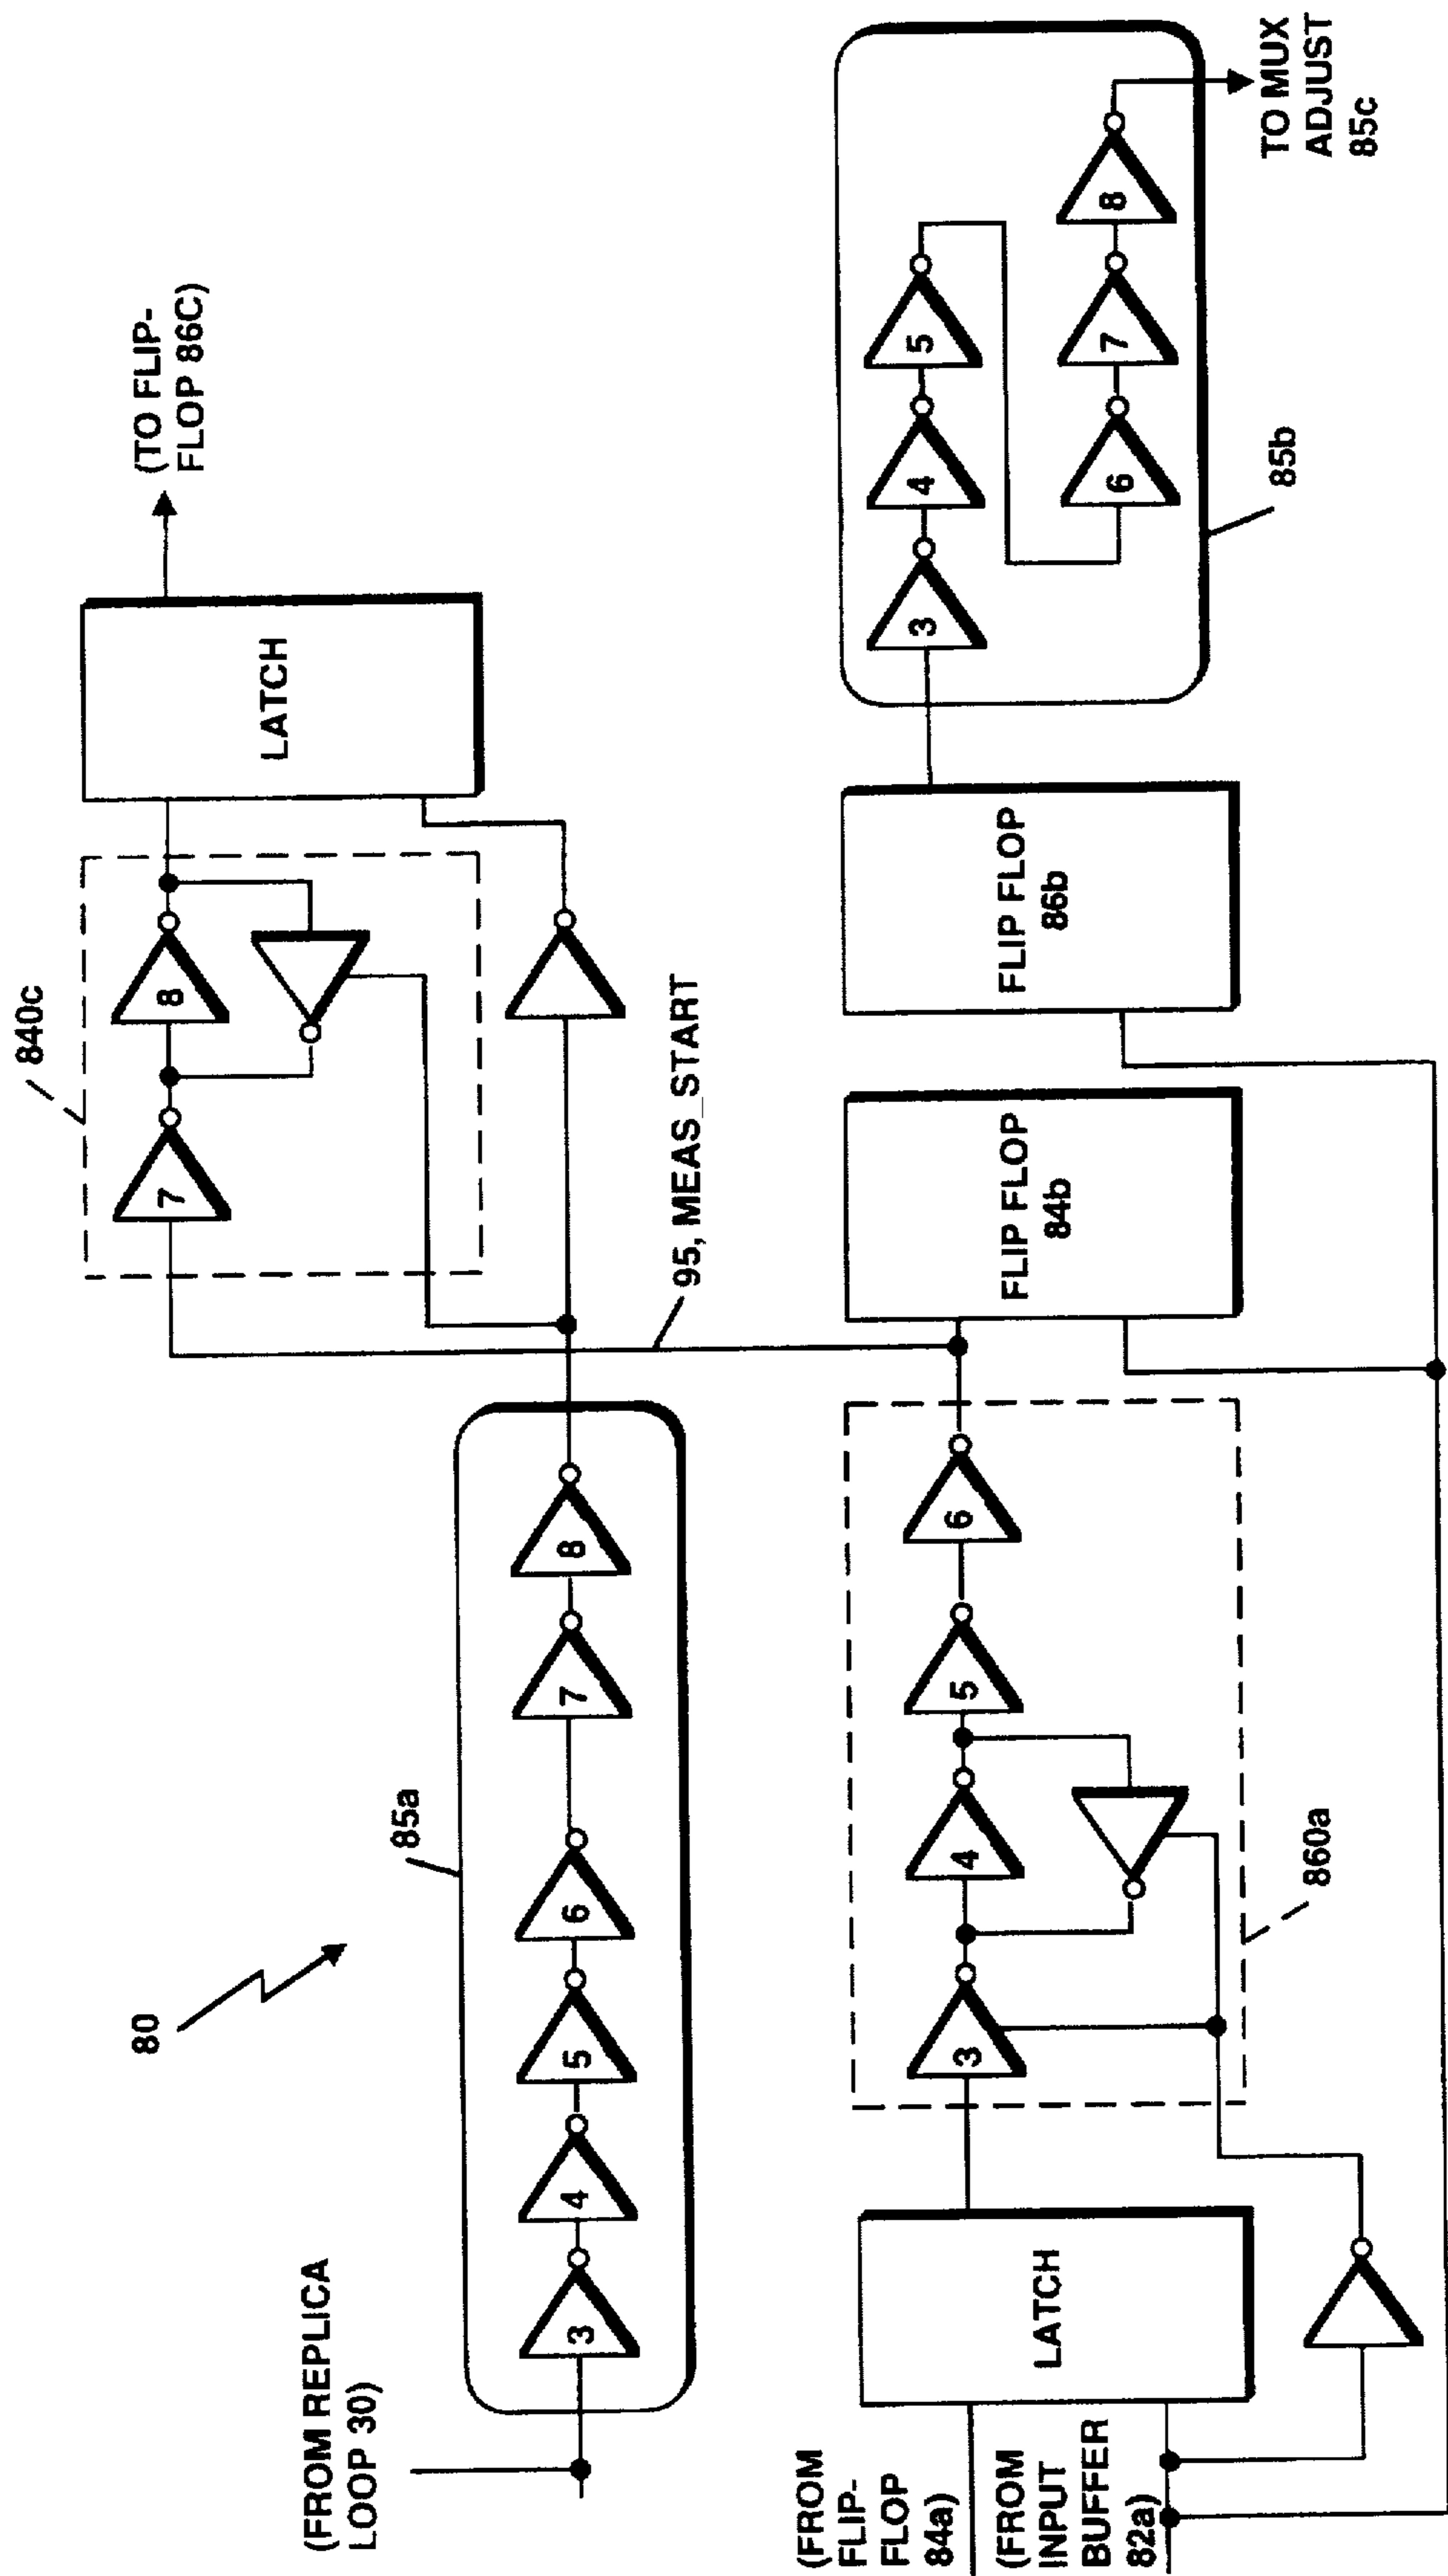 80
(FROM REPLICA
LOOP 30)
85a
3
4
5
6
7
8
840c
7
8
LATCH
(TO FLIP-
FLOP 86C)
95, MEAS_START
(FROM
FLIP-
FLOP
84a)
(FROM
INPUT
BUFFER
82a)
LATCH
860a
3
4
5
6
FLIP FLOP
84b
FLIP FLOP
86b
85b
3
4
5
6
7
8
TO MUX
ADJUST
85c